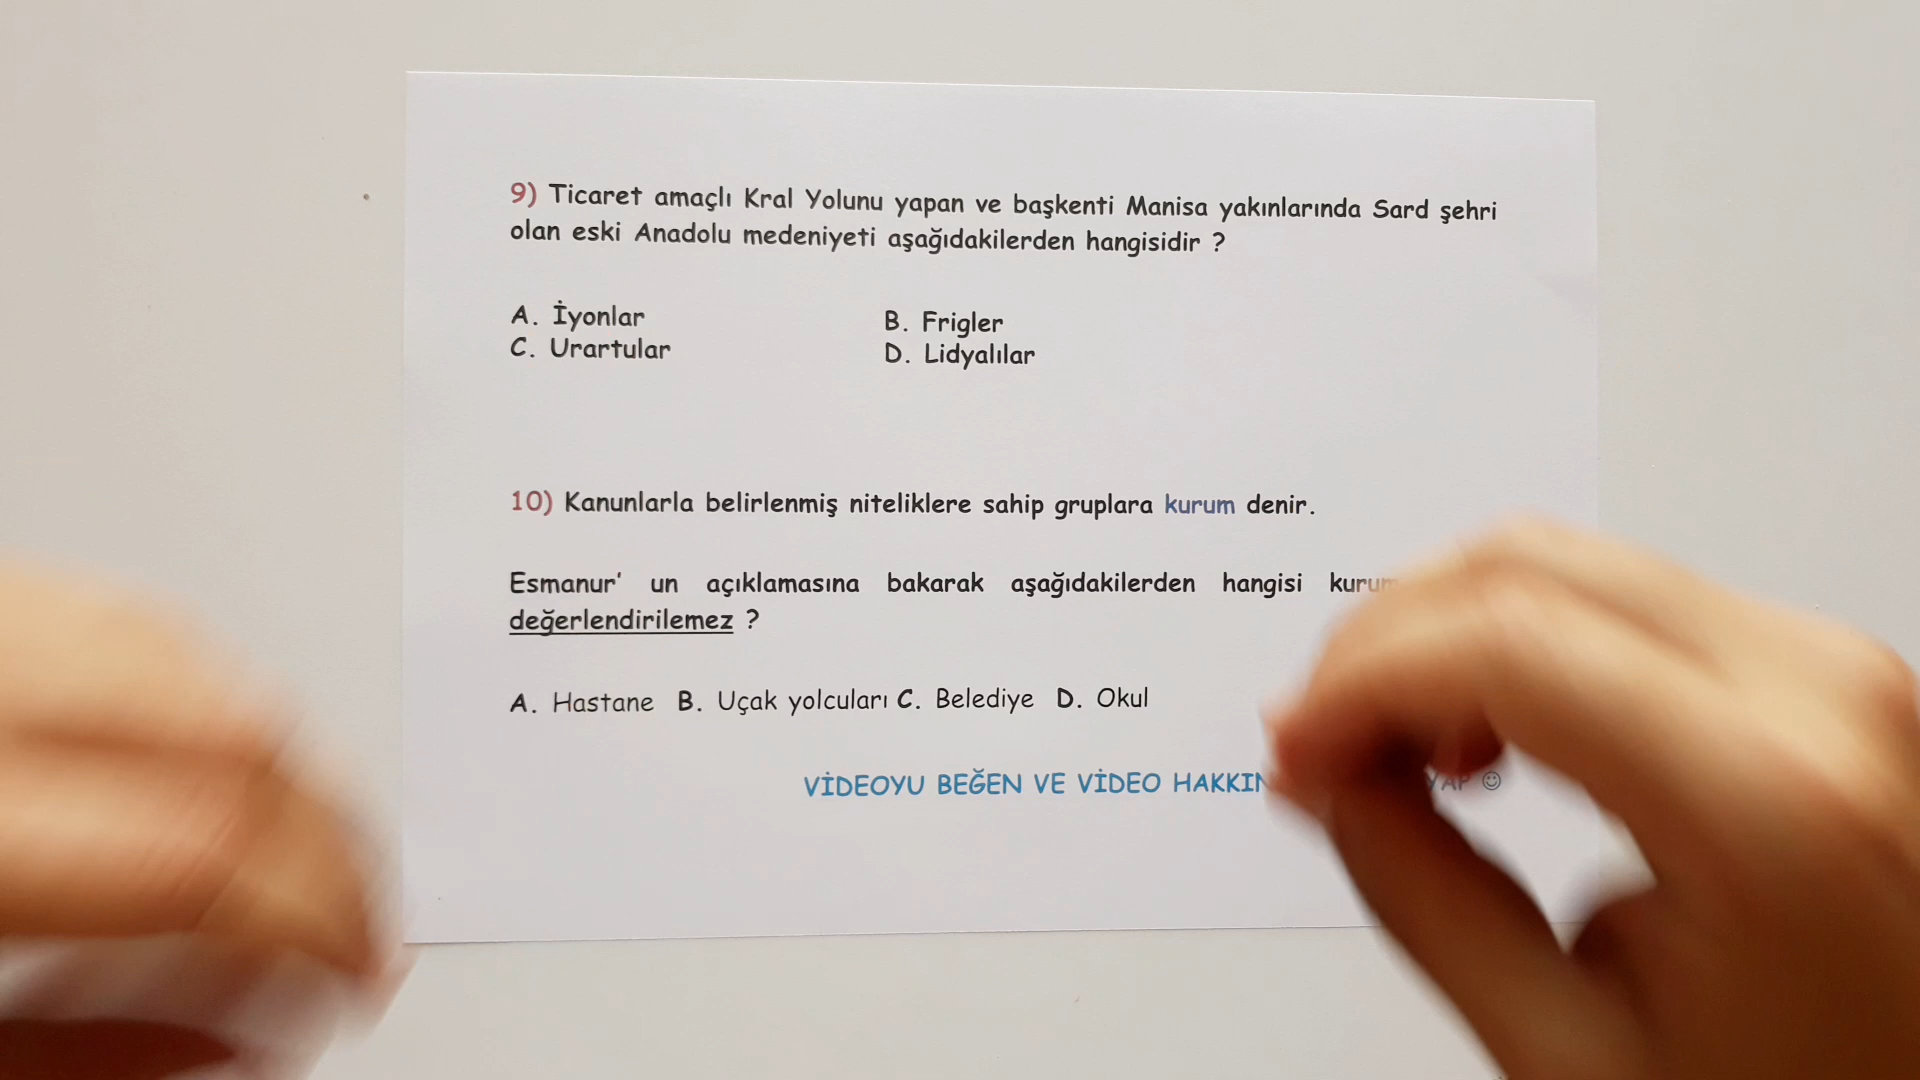 9) Ticaret amaçlı Kral Yolunu yapan ve başkenti Manisa yakınlarında Sard şehri
olan eski Anadolu medeniyeti aşağıdakilerden hangisidir ?
A. İyonlar B. Frigler
C. Urartular D. Lidyalılar
10) Kanunlarla belirlenmiş niteliklere sahip gruplara kurum denir.
Esmanur' un açıklamasına bakarak aşağıdakilerden hangisi kurum
değerlendirilemez ?
A. Hastane B. Uçak yolcuları C. Belediye D. Okul
VİDEOYU BEĞEN VE VİDEO YAP ☺